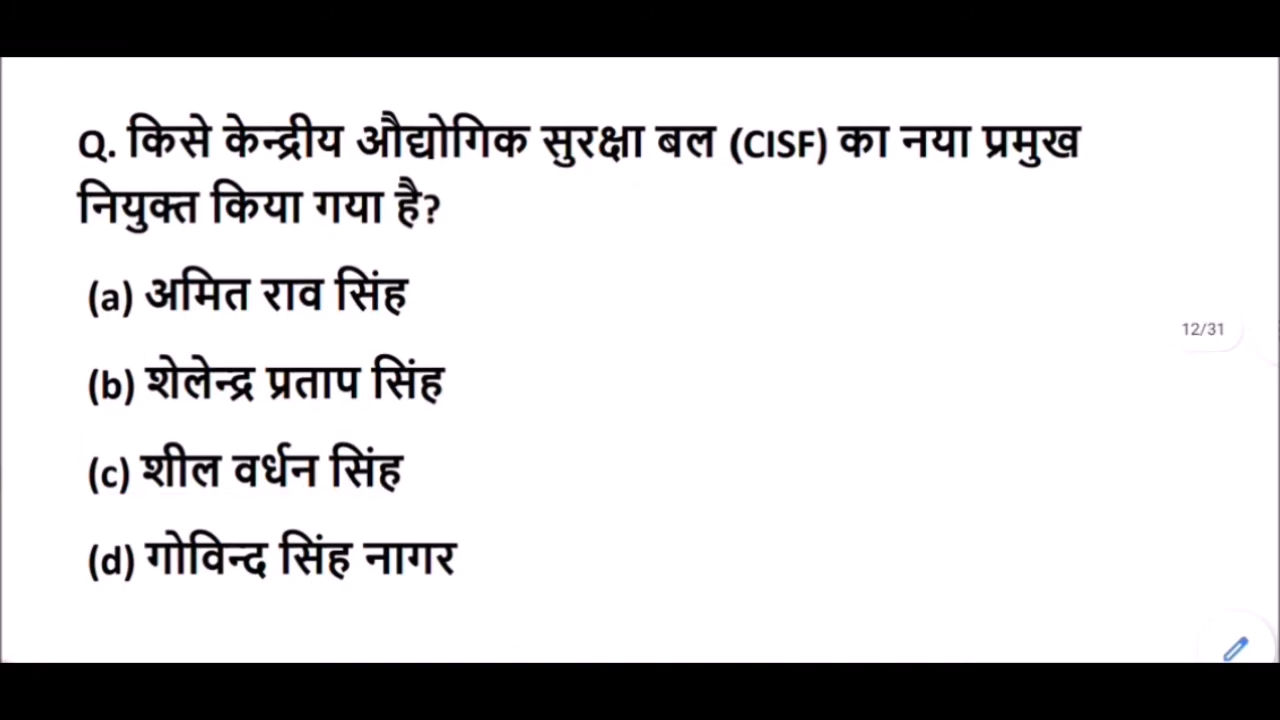 Q. किसे केन्द्रीय औद्योगिक सुरक्षा बल (CISF) का नया प्रमुख
नियुक्त किया गया है?
(a) अमित राव सिंह
12/31
(b) शेलेन्द्र प्रताप सिंह
(c) शील वर्धन सिंह
(d) गोविन्द सिंह नागर